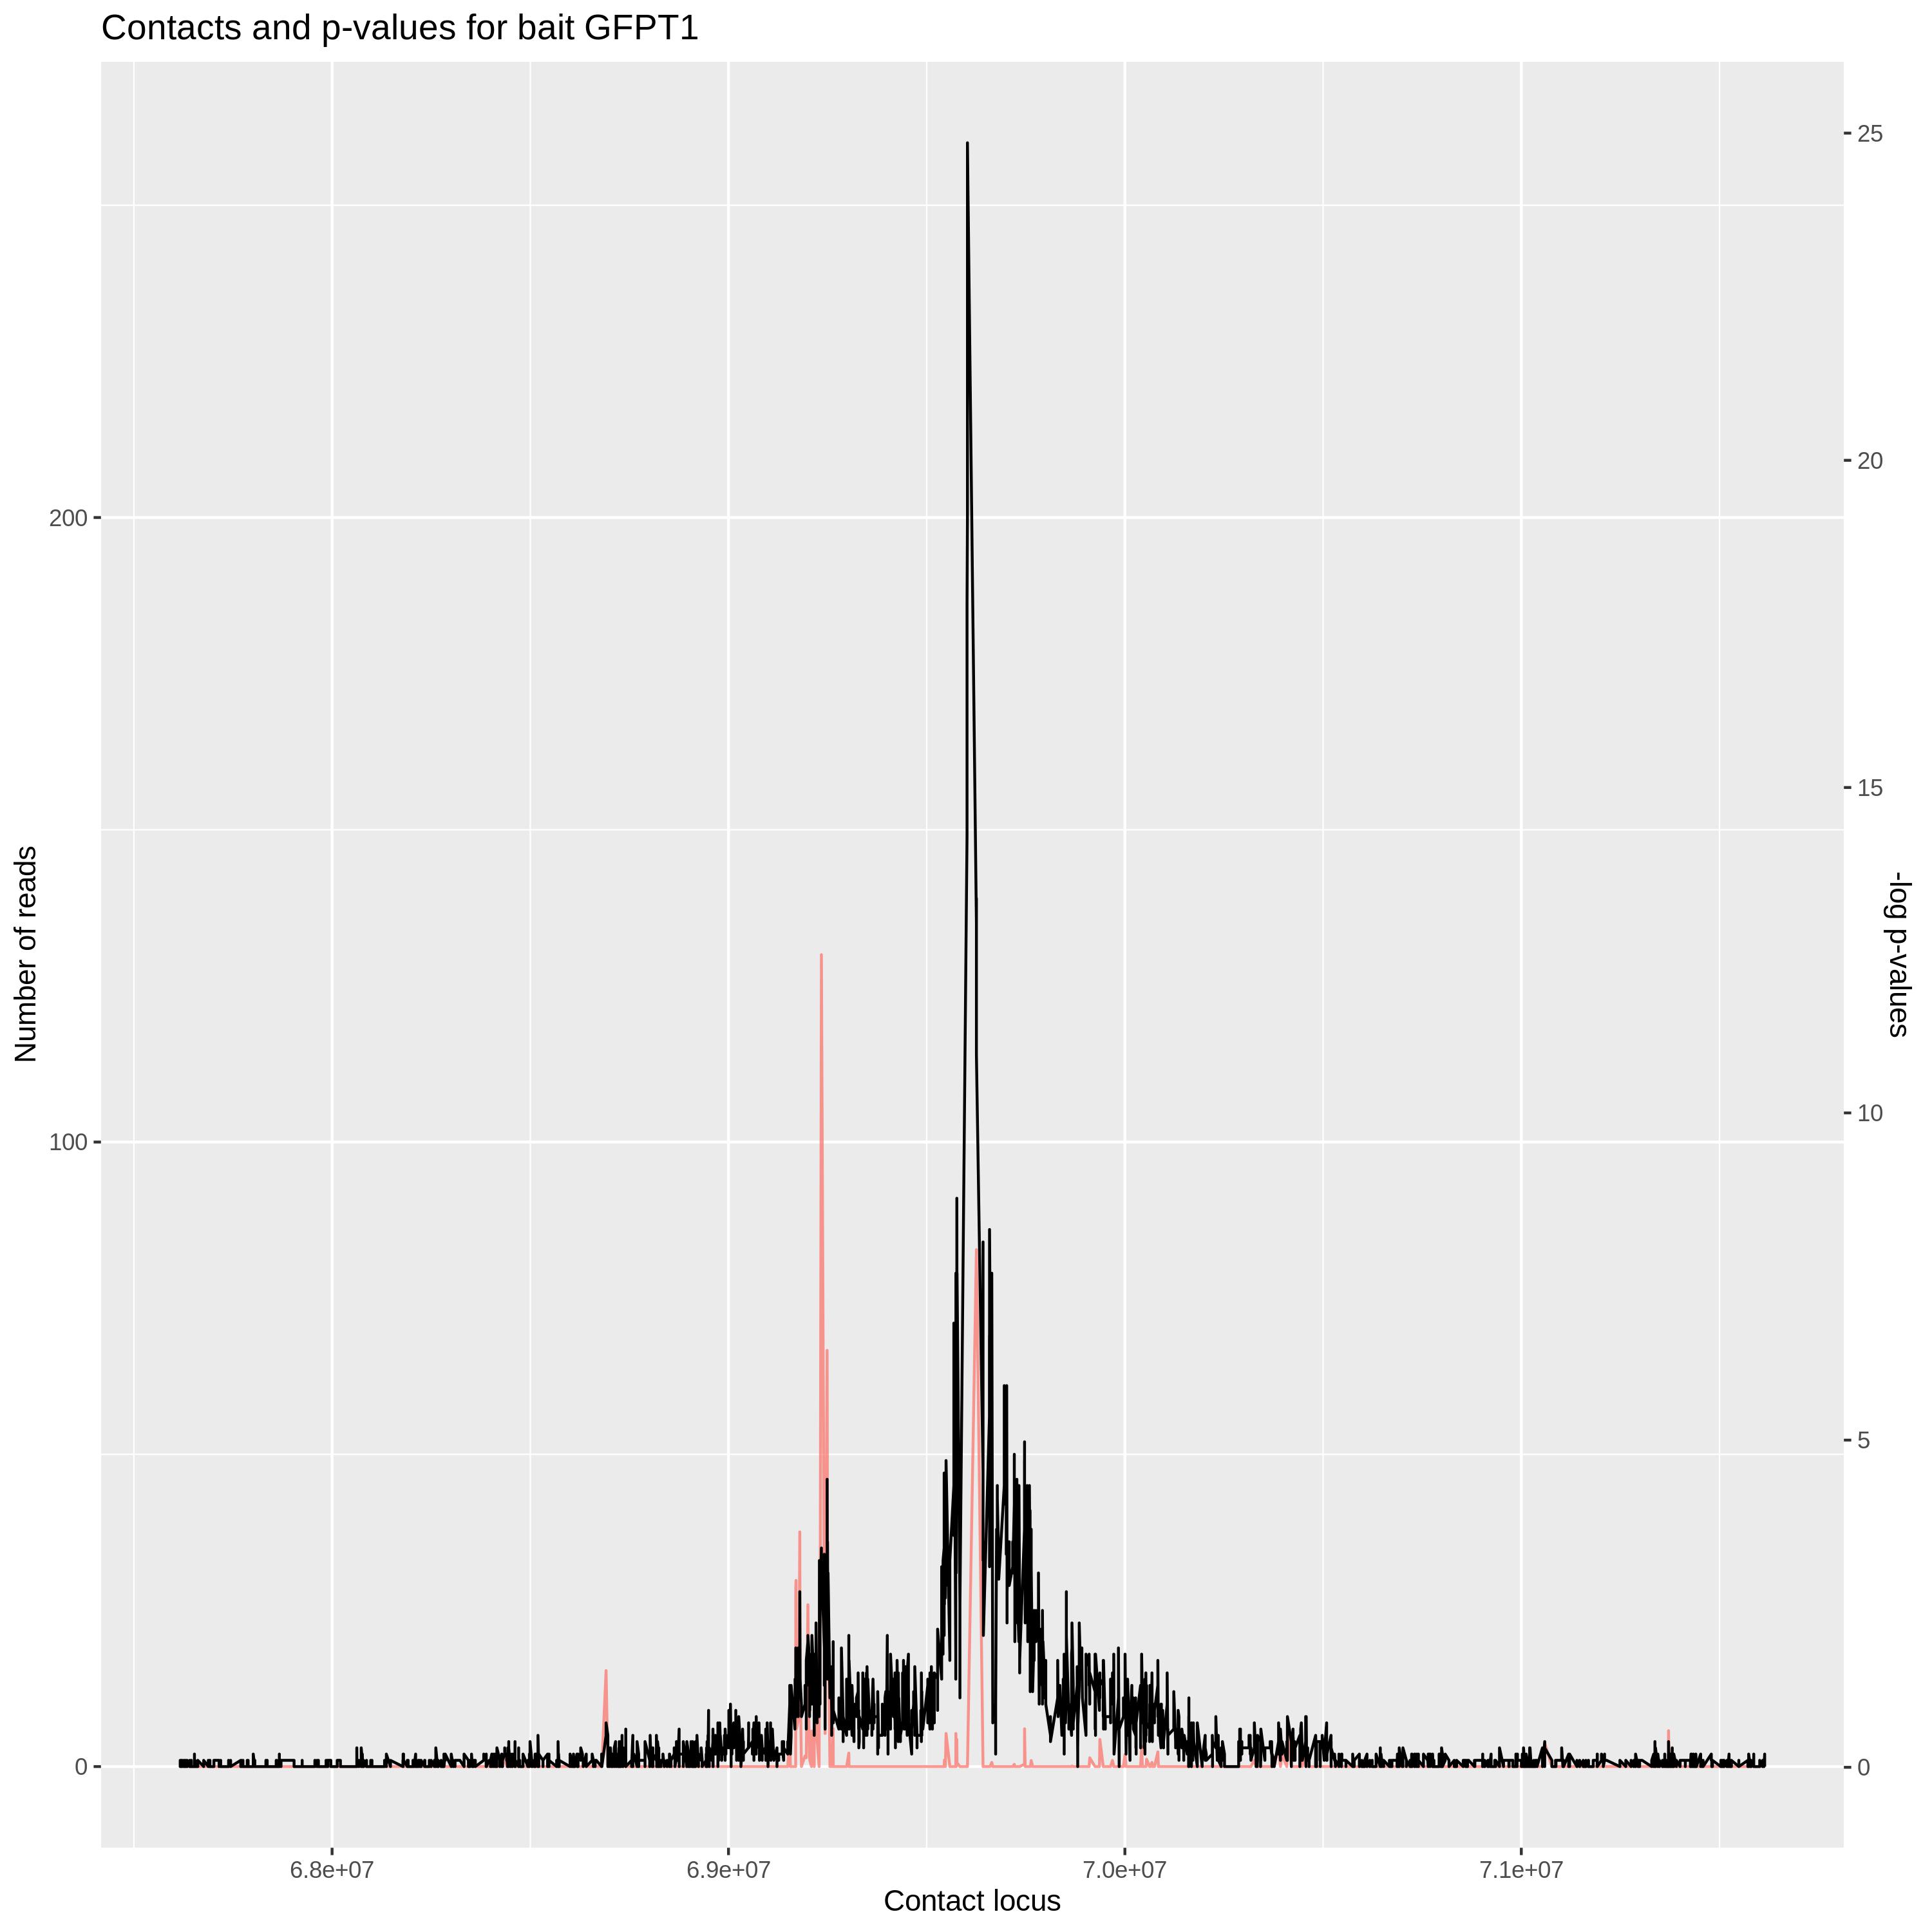 Contacts and p-values for bait GFPT1
Number of reads
200
100
0
25
20
15
10
5
0
-log p-values
6.8e+07
6.9e+07
7.0e+07
7.1e+07
Contact locus